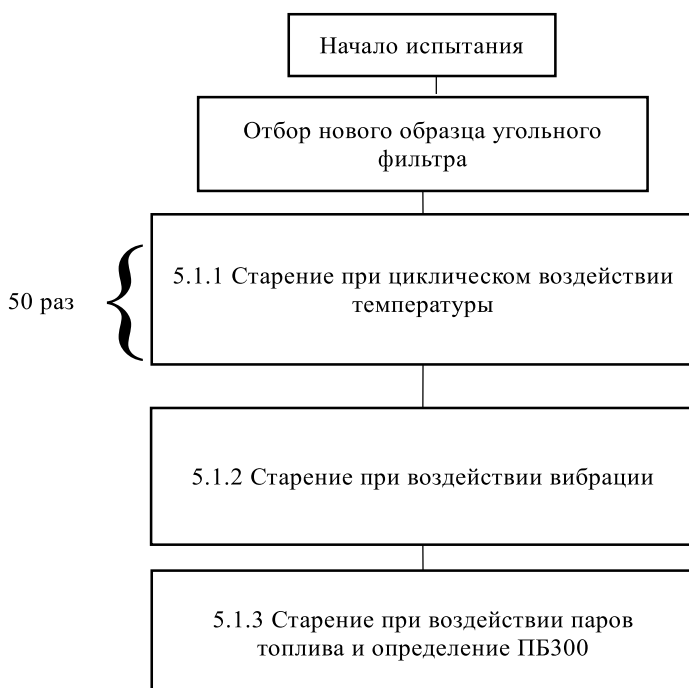 Начало испытания
Отбор нового образца угольного
фильтра
50 раз
5.1.1 Старение при циклическом воздействии
температуры
5.1.2 Старение при воздействии вибрации
5.1.3 Старение при воздействии паров
топлива и определение ПБ300